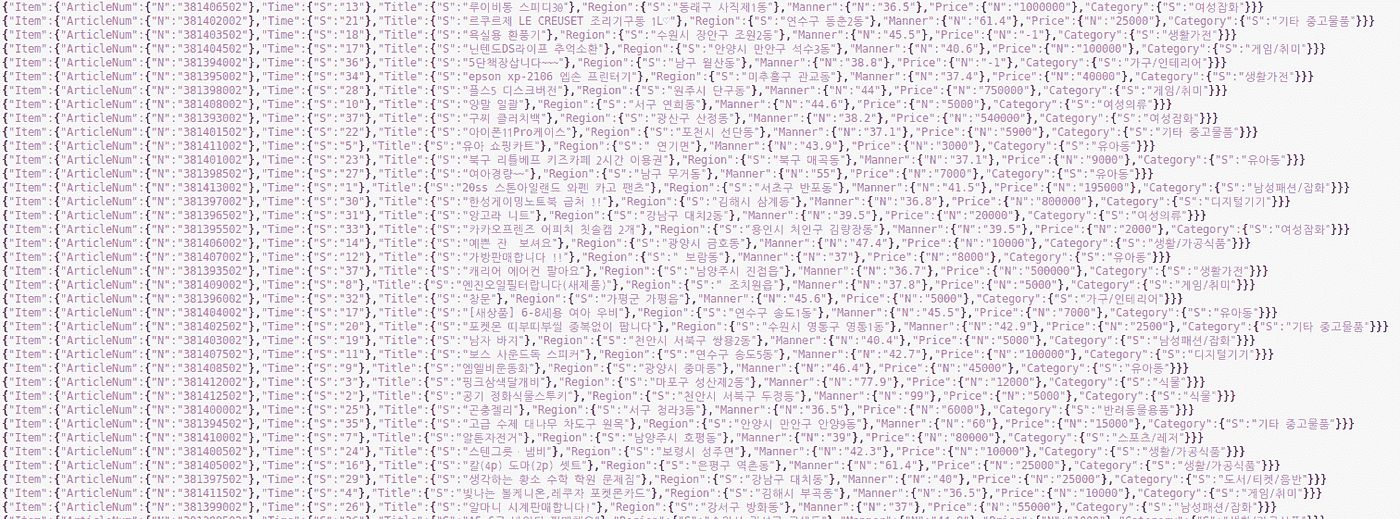 {"Item":{"ArticleNum":{"N":"381406502"},"Time":{"S":"13"},"Title":{"S":"루이비통 스피디30"},"Region":{"S":"동래구 사직제1동"},"Manner":{"N":"36.5"},"Price":{"N":"1000000"},"Category":{"S":"여성잡화"}}}
{"Item":{"ArticleNum":{"N":"381402002"},"Time":{"S":"21"},"Title":{"S":"르쿠르제 LE CREUSET 조리기구통 1L♡"},"Region":{"S":"연수구 동춘2동"},"Manner":{"N":"61.4"},"Price":{"N":"25000"},"Category":{"S":"기타 중고물품"}}}
{"Item":{"ArticleNum":{"N":"381403502"},"Time":{"S":"18"},"Title":{"S":"욕실용 환풍기"},"Region":{"S":"수원시 장안구 조원2동"},"Manner":{"N":"45.5"},"Price":{"N":"-1"},"Category":{"S":"생활가전"}}}
{"Item":{"ArticleNum":{"N":"381404502"},"Time":{"S":"17"},"Title":{"S":"닌텐드DS라이프 추억소환"},"Region":{"S":"안양시 만안구 석수3동"},"Manner":{"N":"40.6"},"Price":{"N":"100000"},"Category":{"S":"게임/취미"}}}
{"Item":{"ArticleNum":{"N":"381394002"},"Time":{"S":"36"},"Title":{"S":"5단책장삽니다~~~"},"Region":{"S":"남구 월산동"},"Manner":{"N":"38.8"},"Price":{"N":"-1"},"Category":{"S":"가구/인테리어"}}}
{"Item":{"ArticleNum":{"N":"381395002"},"Time":{"S":"34"},"Title":{"S":"epson xp-2106 엡손 프린터기"},"Region":{"S":"미추홀구 관교동"},"Manner":{"N":"37.4"},"Price":{"N":"40000"},"Category":{"S":"생활가전"}}}
{"Item":{"ArticleNum":{"N":"381398002"},"Time":{"S":"28"},"Title":{"S":"플스5 디스크버전"},"Region":{"S":"원주시 단구동"},"Manner":{"N":"44"},"Price":{"N":"750000"},"Category":{"S":"게임/취미"}}}
{"Item":{"ArticleNum":{"N":"381408002"},"Time":{"S":"10"},"Title":{"S":"양말 일괄"},"Region":{"S":"서구 연희동"},"Manner":{"N":"44.6"},"Price":{"N":"5000"},"Category":{"S":"여성의류"}}}
{"Item":{"ArticleNum":{"N":"381393002"},"Time":{"S":"37"},"Title":{"S":"구찌 클러치백"},"Region":{"S":"광산구 산정동"},"Manner":{"N":"38.2"},"Price":{"N":"540000"},"Category":{"S":"여성잡화"}}}
{"Item":{"ArticleNum":{"N":"381401502"},"Time":{"S":"22"},"Title":{"S":"아이폰11Pro케이스"},"Region":{"S":"포천시 선단동"},"Manner":{"N":"37.1"},"Price":{"N":"5900"},"Category":{"S":"기타 중고물품"}}}
{"Item":{"ArticleNum":{"N":"381411002"},"Time":{"S":"5"},"Title":{"S":"유아 쇼핑카트"},"Region":{"S":" 연기면"},"Manner":{"N":"43.9"},"Price":{"N":"3000"},"Category":{"S":"유아동"}}}
{"Item":{"ArticleNum":{"N":"381401002"},"Time":{"S":"23"},"Title":{"S":"북구 리틀베프 키즈카페 2시간 이용권"},"Region":{"S":"북구 매곡동"},"Manner":{"N":"37.1"},"Price":{"N":"9000"},"Category":{"S":"유아동"}}}
{"Item":{"ArticleNum":{"N":"381398502"},"Time":{"S":"27"},"Title":{"S":"여아경량~~"},"Region":{"S":"남구 무거동"},"Manner":{"N":"55"},"Price":{"N":"7000"},"Category":{"S":"유아동"}}}
{"Item":{"ArticleNum":{"N":"381413002"},"Time":{"S":"1"},"Title":{"S":"20ss 스톤아일랜드 와펜 카고 팬츠"},"Region":{"S":"서초구 반포동"},"Manner":{"N":"41.5"},"Price":{"N":"195000"},"Category":{"S":"남성패션/잡화"}}}
{"Item":{"ArticleNum":{"N":"381397002"},"Time":{"S":"30"},"Title":{"S":"한성게이밍노트북 급처 !!"},"Region":{"S":"김해시 삼계동"},"Manner":{"N":"36.8"},"Price":{"N":"800000"},"Category":{"S":"디지털기기"}}}
{"Item":{"ArticleNum":{"N":"381396502"},"Time":{"S":"31"},"Title":{"S":"앙고라 니트"},"Region":{"S":"강남구 대치2동"},"Manner":{"N":"39.5"},"Price":{"N":"20000"},"Category":{"S":"여성의류"}}}
{"Item":{"ArticleNum":{"N":"381395502"},"Time":{"S":"33"},"Title":{"S":"카카오프렌즈 어피치 칫솔캡 2개"},"Region":{"S":"용인시 처인구 김량장동"},"Manner":{"N":"39.5"},"Price":{"N":"2000"},"Category":{"S":"여성잡화"}}}
{"Item":{"ArticleNum":{"N":"381406002"},"Time":{"S":"14"},"Title":{"S":"예쁜 잔  보셔요"},"Region":{"S":"광양시 금호동"},"Manner":{"N":"47.4"},"Price":{"N":"10000"},"Category":{"S":"생활/가공식품"}}}
{"Item":{"ArticleNum":{"N":"381407002"},"Time":{"S":"12"},"Title":{"S":"가방판매합니다 !!"},"Region":{"S":" 보람동"},"Manner":{"N":"37"},"Price":{"N":"8000"},"Category":{"S":"유아동"}}}
{"Item":{"ArticleNum":{"N":"381393502"},"Time":{"S":"37"},"Title":{"S":"캐리어 에어컨 팔아요"},"Region":{"S":"남양주시 진접읍"},"Manner":{"N":"36.7"},"Price":{"N":"500000"},"Category":{"S":"생활가전"}}}
{"Item":{"ArticleNum":{"N":"381409002"},"Time":{"S":"8"},"Title":{"S":"엔진오일필터랍니다(새제품)"},"Region":{"S":" 조치원읍"},"Manner":{"N":"37.8"},"Price":{"N":"5000"},"Category":{"S":"게임/취미"}}}
{"Item":{"ArticleNum":{"N":"381396002"},"Time":{"S":"32"},"Title":{"S":"창문"},"Region":{"S":"가평군 가평읍"},"Manner":{"N":"45.6"},"Price":{"N":"5000"},"Category":{"S":"가구/인테리어"}}}
{"Item":{"ArticleNum":{"N":"381404002"},"Time":{"S":"17"},"Title":{"S":"[새상품] 6-8세용 여아 우비"},"Region":{"S":"연수구 송도1동"},"Manner":{"N":"45.5"},"Price":{"N":"7000"},"Category":{"S":"유아동"}}}
{"Item":{"ArticleNum":{"N":"381402502"},"Time":{"S":"20"},"Title":{"S":"포켓몬 띠부띠부씰 중복없이 팝니다"},"Region":{"S":"수원시 영통구 영통1동"},"Manner":{"N":"42.9"},"Price":{"N":"2500"},"Category":{"S":"기타 중고물품"}}}
{"Item":{"ArticleNum":{"N":"381403002"},"Time":{"S":"19"},"Title":{"S":"남자 바지"},"Region":{"S":"천안시 서북구 쌍용2동"},"Manner":{"N":"40.4"},"Price":{"N":"5000"},"Category":{"S":"남성패션/잡화"}}}
{"Item":{"ArticleNum":{"N":"381407502"},"Time":{"S":"11"},"Title":{"S":"보스 사운드독 스피커"},"Region":{"S":"연수구 송도5동"},"Manner":{"N":"42.7"},"Price":{"N":"100000"},"Category":{"S":"디지털기기"}}}
{"Item":{"ArticleNum":{"N":"381408502"},"Time":{"S":"9"},"Title":{"S":"엠엘비운동화"},"Region":{"S":"광양시 중마동"},"Manner":{"N":"46.4"},"Price":{"N":"45000"},"Category":{"S":"유아동"}}}
{"Item":{"ArticleNum":{"N":"381412002"},"Time":{"S":"3"},"Title":{"S":"핑크삼색달개비"},"Region":{"S":"마포구 성산제2동"},"Manner":{"N":"77.9"},"Price":{"N":"12000"},"Category":{"S":"식물"}}}
{"Item":{"ArticleNum":{"N":"381412502"},"Time":{"S":"2"},"Title":{"S":"공기 정화식물스투키"},"Region":{"S":"천안시 서북구 두정동"},"Manner":{"N":"99"},"Price":{"N":"5000"},"Category":{"S":"식물"}}}
{"Item":{"ArticleNum":{"N":"381400002"},"Time":{"S":"25"},"Title":{"S":"곤충젤리"},"Region":{"S":"서구 청라3동"},"Manner":{"N":"36.5"},"Price":{"N":"6000"},"Category":{"S":"반려동물용품"}}}
{"Item":{"ArticleNum":{"N":"381394502"},"Time":{"S":"35"},"Title":{"S":"고급 수제 대나무 차도구 원목"},"Region":{"S":"안양시 만안구 안양9동"},"Manner":{"N":"60"},"Price":{"N":"15000"},"Category":{"S":"기타 중고물품"}}}
{"Item":{"ArticleNum":{"N":"381410002"},"Time":{"S":"7"},"Title":{"S":"알톤자전거"},"Region":{"S":"남양주시 호평동"},"Manner":{"N":"39"},"Price":{"N":"80000"},"Category":{"S":"스포츠/레저"}}}
{"Item":{"ArticleNum":{"N":"381400502"},"Time":{"S":"24"},"Title":{"S":"스텐그릇·냄비"},"Region":{"S":"보령시 성주면"},"Manner":{"N":"42.3"},"Price":{"N":"10000"},"Category":{"S":"생활/가공식품"}}}
{"Item":{"ArticleNum":{"N":"381405002"},"Time":{"S":"16"},"Title":{"S":"칼(4p) 도마(2p) 셋트"},"Region":{"S":"은평구 역촌동"},"Manner":{"N":"61.4"},"Price":{"N":"25000"},"Category":{"S":"생활/가공식품"}}}
{"Item":{"ArticleNum":{"N":"381397502"},"Time":{"S":"29"},"Title":{"S":"생각하는 황소 수학 학원 문제집"},"Region":{"S":"강남구 대치동"},"Manner":{"N":"40"},"Price":{"N":"25000"},"Category":{"S":"도서/티켓/음반"}}}
{"Item":{"ArticleNum":{"N":"381411502"},"Time":{"S":"4"},"Title":{"S":"빛나는 볼케니온,레쿠자 포켓몬카드"},"Region":{"S":"김해시 부곡동"},"Manner":{"N":"36.5"},"Price":{"N":"10000"},"Category":{"S":"게임/취미"}}}
{"Item":{"ArticleNum":{"N":"381399002"},"Time":{"S":"26"},"Title":{"S":"알마니 시계판매합니다!"},"Region":{"S":"강서구 방화동"},"Manner":{"N":"37"},"Price":{"N":"55000"},"Category":{"S":"남성패션/잡화"}}}